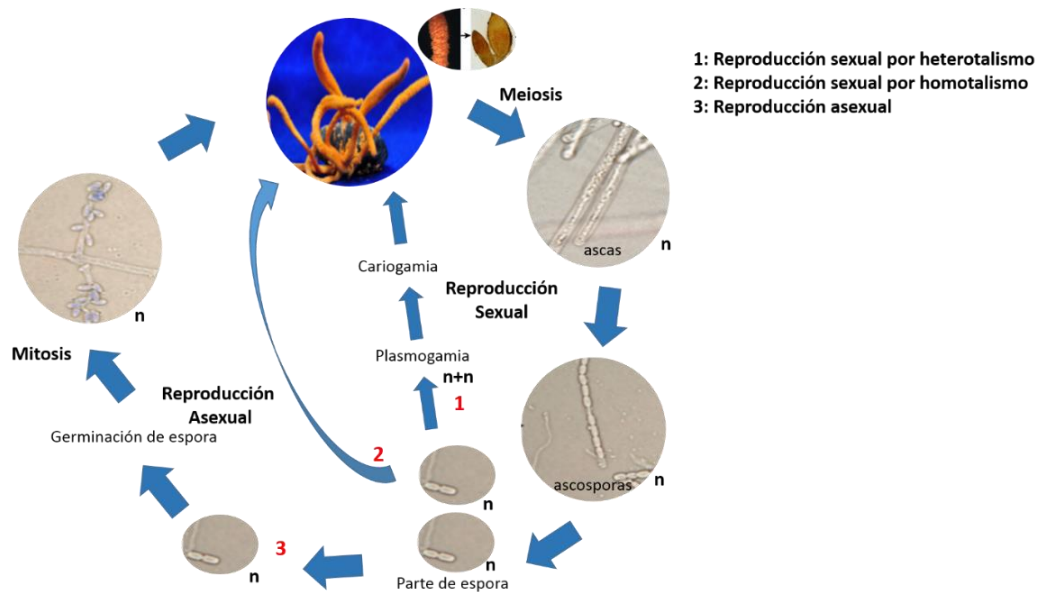 1: Reproducción sexual por heterotalismo
2: Reproducción sexual por homotalismo
3: Reproducción asexual
Meiosis
ascas
n
ascosporas
n
Parte de espora
n
n
1
n+n
Plasmogamia
Reproducción
Sexual
Cariogamia
2
3
n
Germinación de espora
Reproducción
Asexual
Mitosis
n